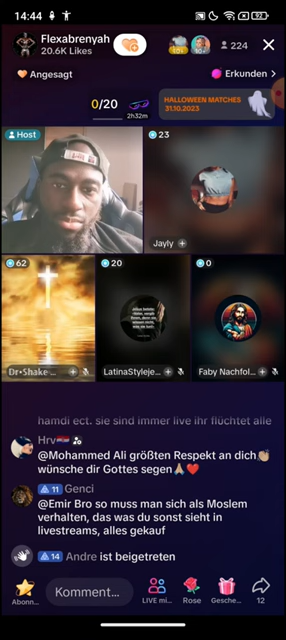 14:44
92
Flexabrenyah
20.6K Likes
224
Angesagt
Erkunden >
0/20
2h32m
HALLOWEEN MATCHES
31.10.2023
Host
23
Jayly
62
20
0
Dr•Shake ...
LatinaStyleje...
Faby Nachfol...
hamdi ect. sie sind immer live ihr flüchtet alle
Hrv
@Mohammed Ali größten Respekt an dich👏🏼
wünsche dir Gottes segen🙏🏼❤️
11 Genci
@Emir Bro so muss man sich als Moslem
verhalten, das was du sonst sieht in
livestreams, alles gekauf
14 Andre ist beigetreten
Kommentar...
Abonn...
LIVE mi...
Rose
Gesche...
12